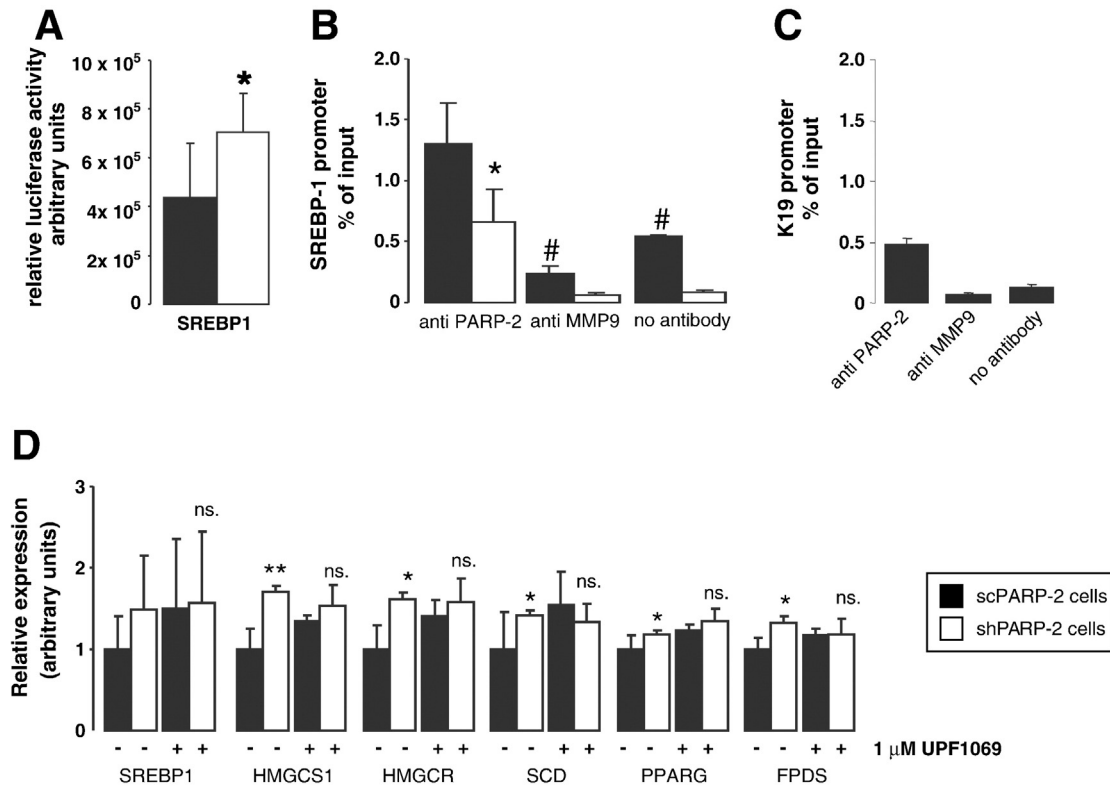 A
relative luciferase activity
arbitrary units
10 x 10⁵
8 x 10⁵
6 x 10⁵
4 x 10⁵
2x 10⁵
0
*
SREBP1
B
SREBP-1 promoter
% of input
2.0
1.5
1.0
0.5
0
*
#
#
anti PARP-2 anti MMP9 no antibody
C
K19 promoter
% of input
2.0
1.5
1.0
0.5
0
anti PARP-2
anti MMP9
no antibody
D
Relative expression
(arbitrary units)
3
2
1
0
ns.
** ns.
* ns.
* ns.
* ns.
* ns.
- - + + - - + + - - + + - - + + - - + + - - + + 1 µM UPF1069
SREBP1 HMGCS1 HMGCR SCD PPARG FPDS
scPARP-2 cells
shPARP-2 cells